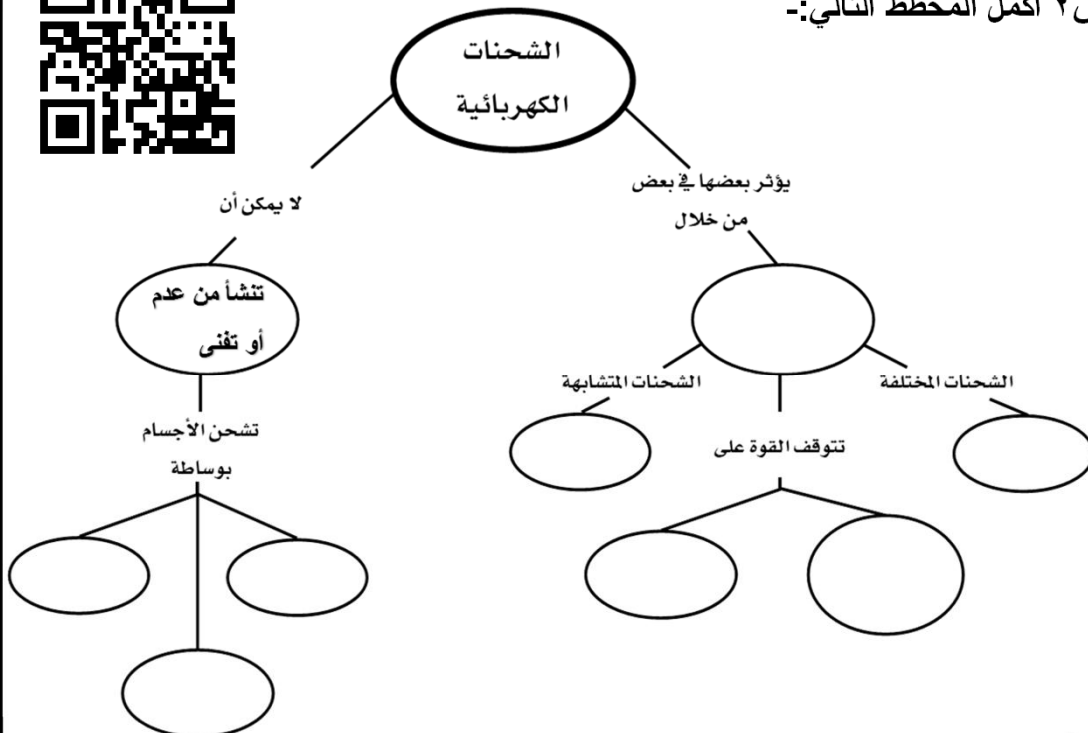 س٢ أكمل المخطط التالي:-
الشحنات
الكهربائية
يؤثر بعضها في بعض
من خلال
لا يمكن أن
تنشأ من عدم
أو تفنى
الشحنات المختلفة
الشحنات المتشابهة
تتوقف القوة على
تشحن الأجسام
بوساطة